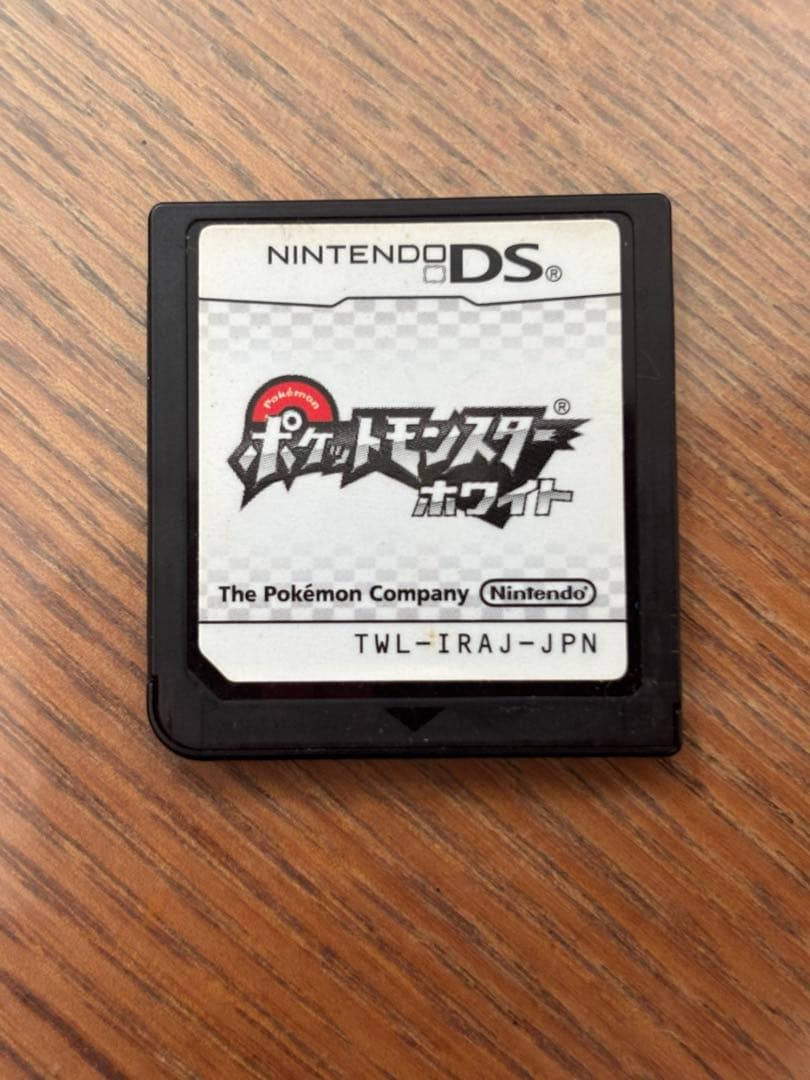 NINTENDO DS®
Pokémon
ポケットモンスター®
ホワイト
The Pokémon Company Nintendo®
TWL-IRAJ-JPN